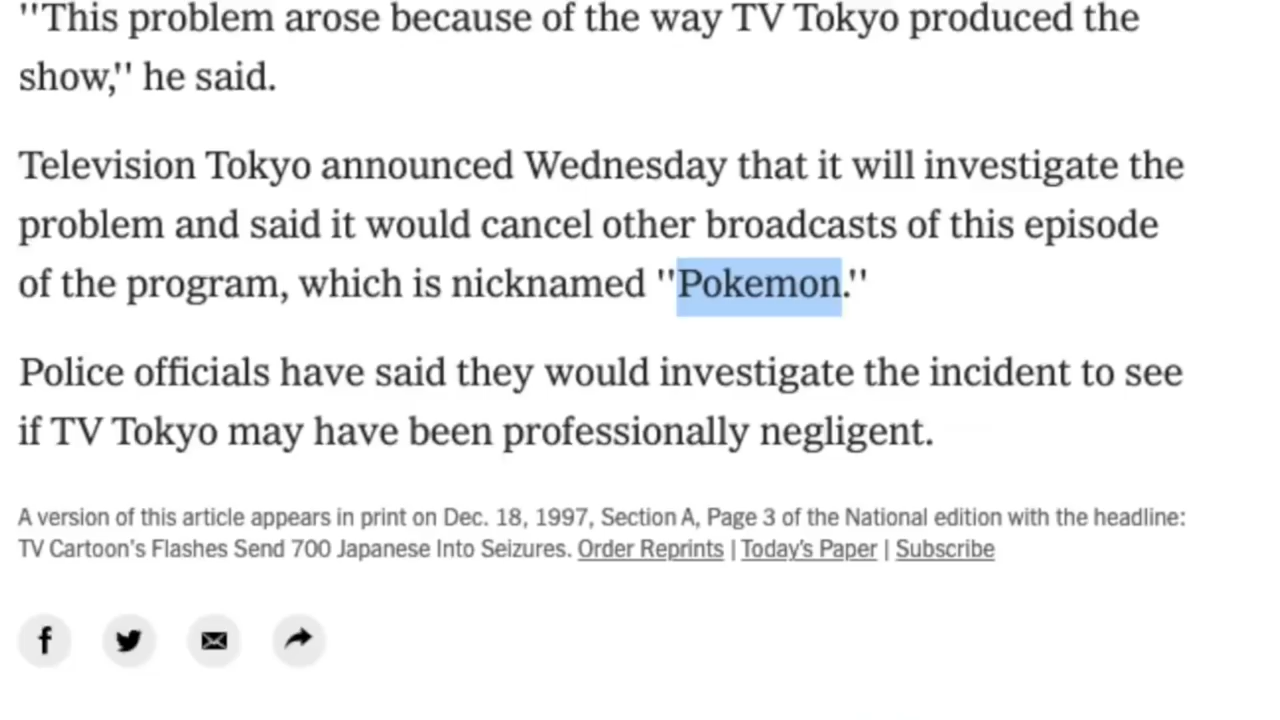 ''This problem arose because of the way TV Tokyo produced the
show,'' he said.
Television Tokyo announced Wednesday that it will investigate the
problem and said it would cancel other broadcasts of this episode
of the program, which is nicknamed ''Pokemon.''
Police officials have said they would investigate the incident to see
if TV Tokyo may have been professionally negligent.
A version of this article appears in print on Dec. 18, 1997, Section A, Page 3 of the National edition with the headline:
TV Cartoon's Flashes Send 700 Japanese Into Seizures. Order Reprints | Today's Paper | Subscribe